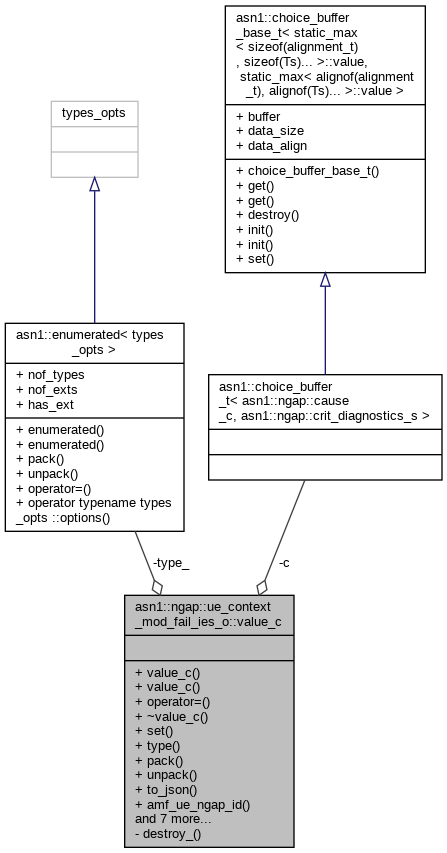 asn1::choice_buffer
_base_t< static_max
< sizeof(alignment_t)
, sizeof(Ts)... >::value,
static_max< alignof(alignment
_t), alignof(Ts)... >::value >
+ buffer
+ data_size
+ data_align
+ choice_buffer_base_t()
+ get()
+ get()
+ destroy()
+ init()
+ init()
+ set()
types_opts
asn1::enumerated< types
_opts >
+ nof_types
+ nof_exts
+ has_ext
+ enumerated()
+ enumerated()
+ pack()
+ unpack()
+ operator=()
+ operator typename types
_opts ::options()
asn1::choice_buffer
_t< asn1::ngap::cause
_c, asn1::ngap::crit_diagnostics_s >
-type_
-c
asn1::ngap::ue_context
_mod_fail_ies_o::value_c
+ value_c()
+ value_c()
+ operator=()
+ ~value_c()
+ set()
+ type()
+ pack()
+ unpack()
+ to_json()
+ amf_ue_ngap_id()
and 7 more...
- destroy_()